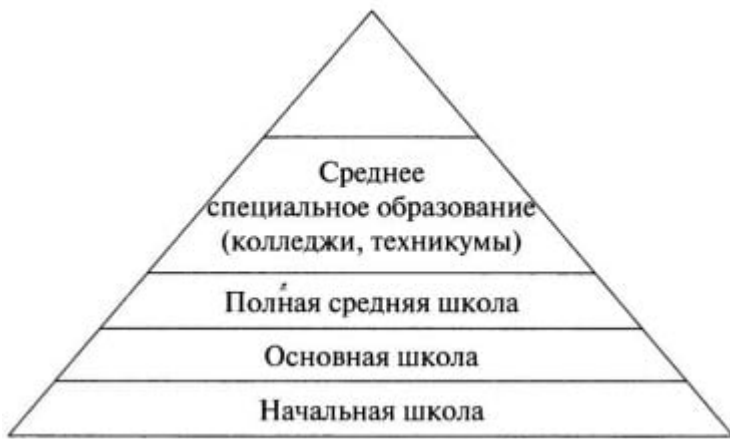 Среднее
специальное образование
(колледжи, техникумы)
Полная средняя школа
Основная школа
Начальная школа